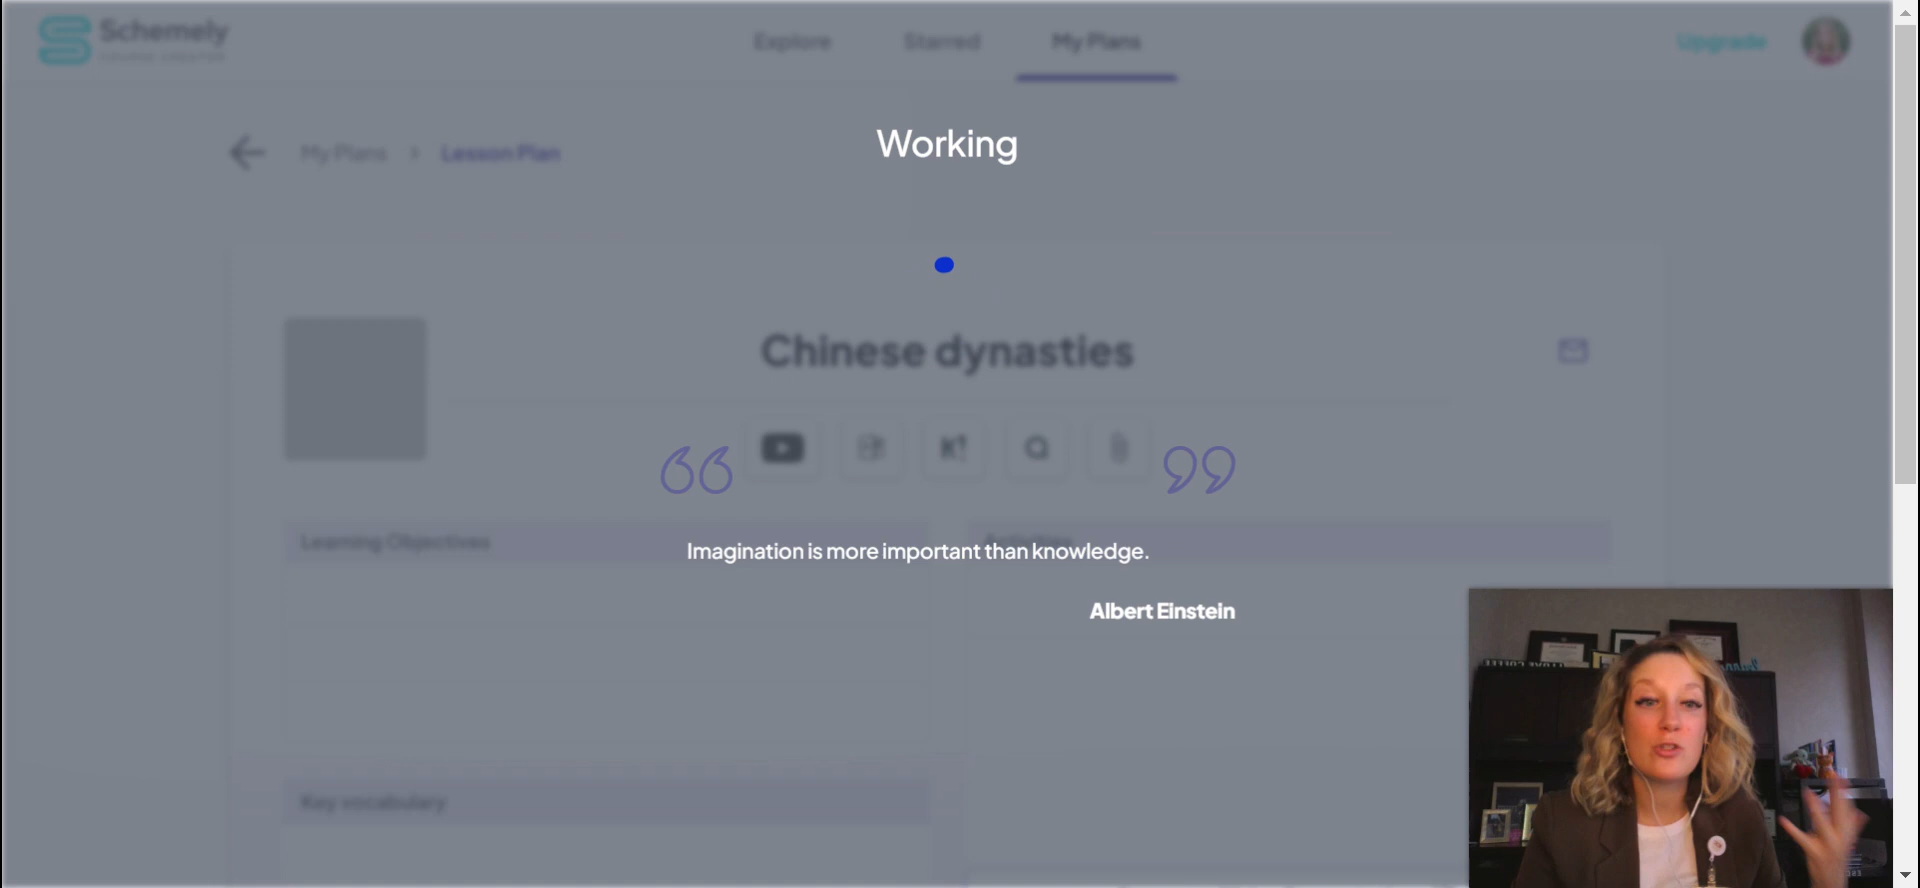 Schemely
Explore
Starred
My Plans
Upgrade
My Plans > Lesson Plan
Working
Chinese dynasties
Learning Objectives
Activities
Imagination is more important than knowledge.
Albert Einstein
Key vocabulary